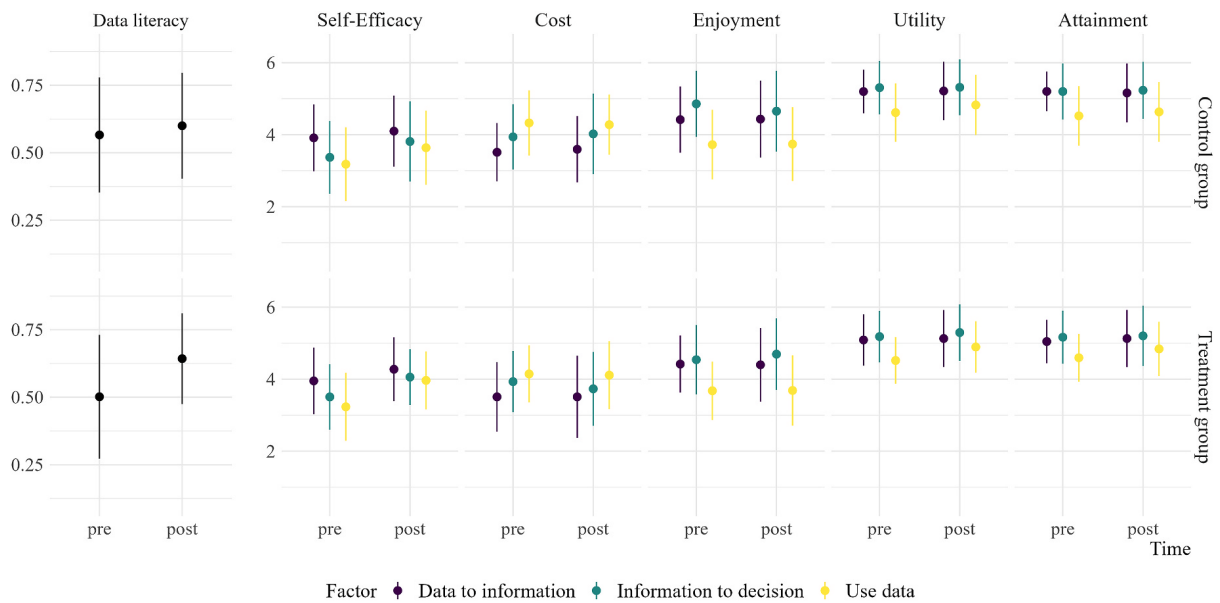 Data literacy Self-Efficacy Cost Enjoyment Utility Attainment
0.75
0.50
0.25
6
4
2
Control group
0.75
0.50
0.25
6
4
2
Treatment group
pre post pre post pre post pre post pre post pre post
Time
Factor Data to information Information to decision Use data